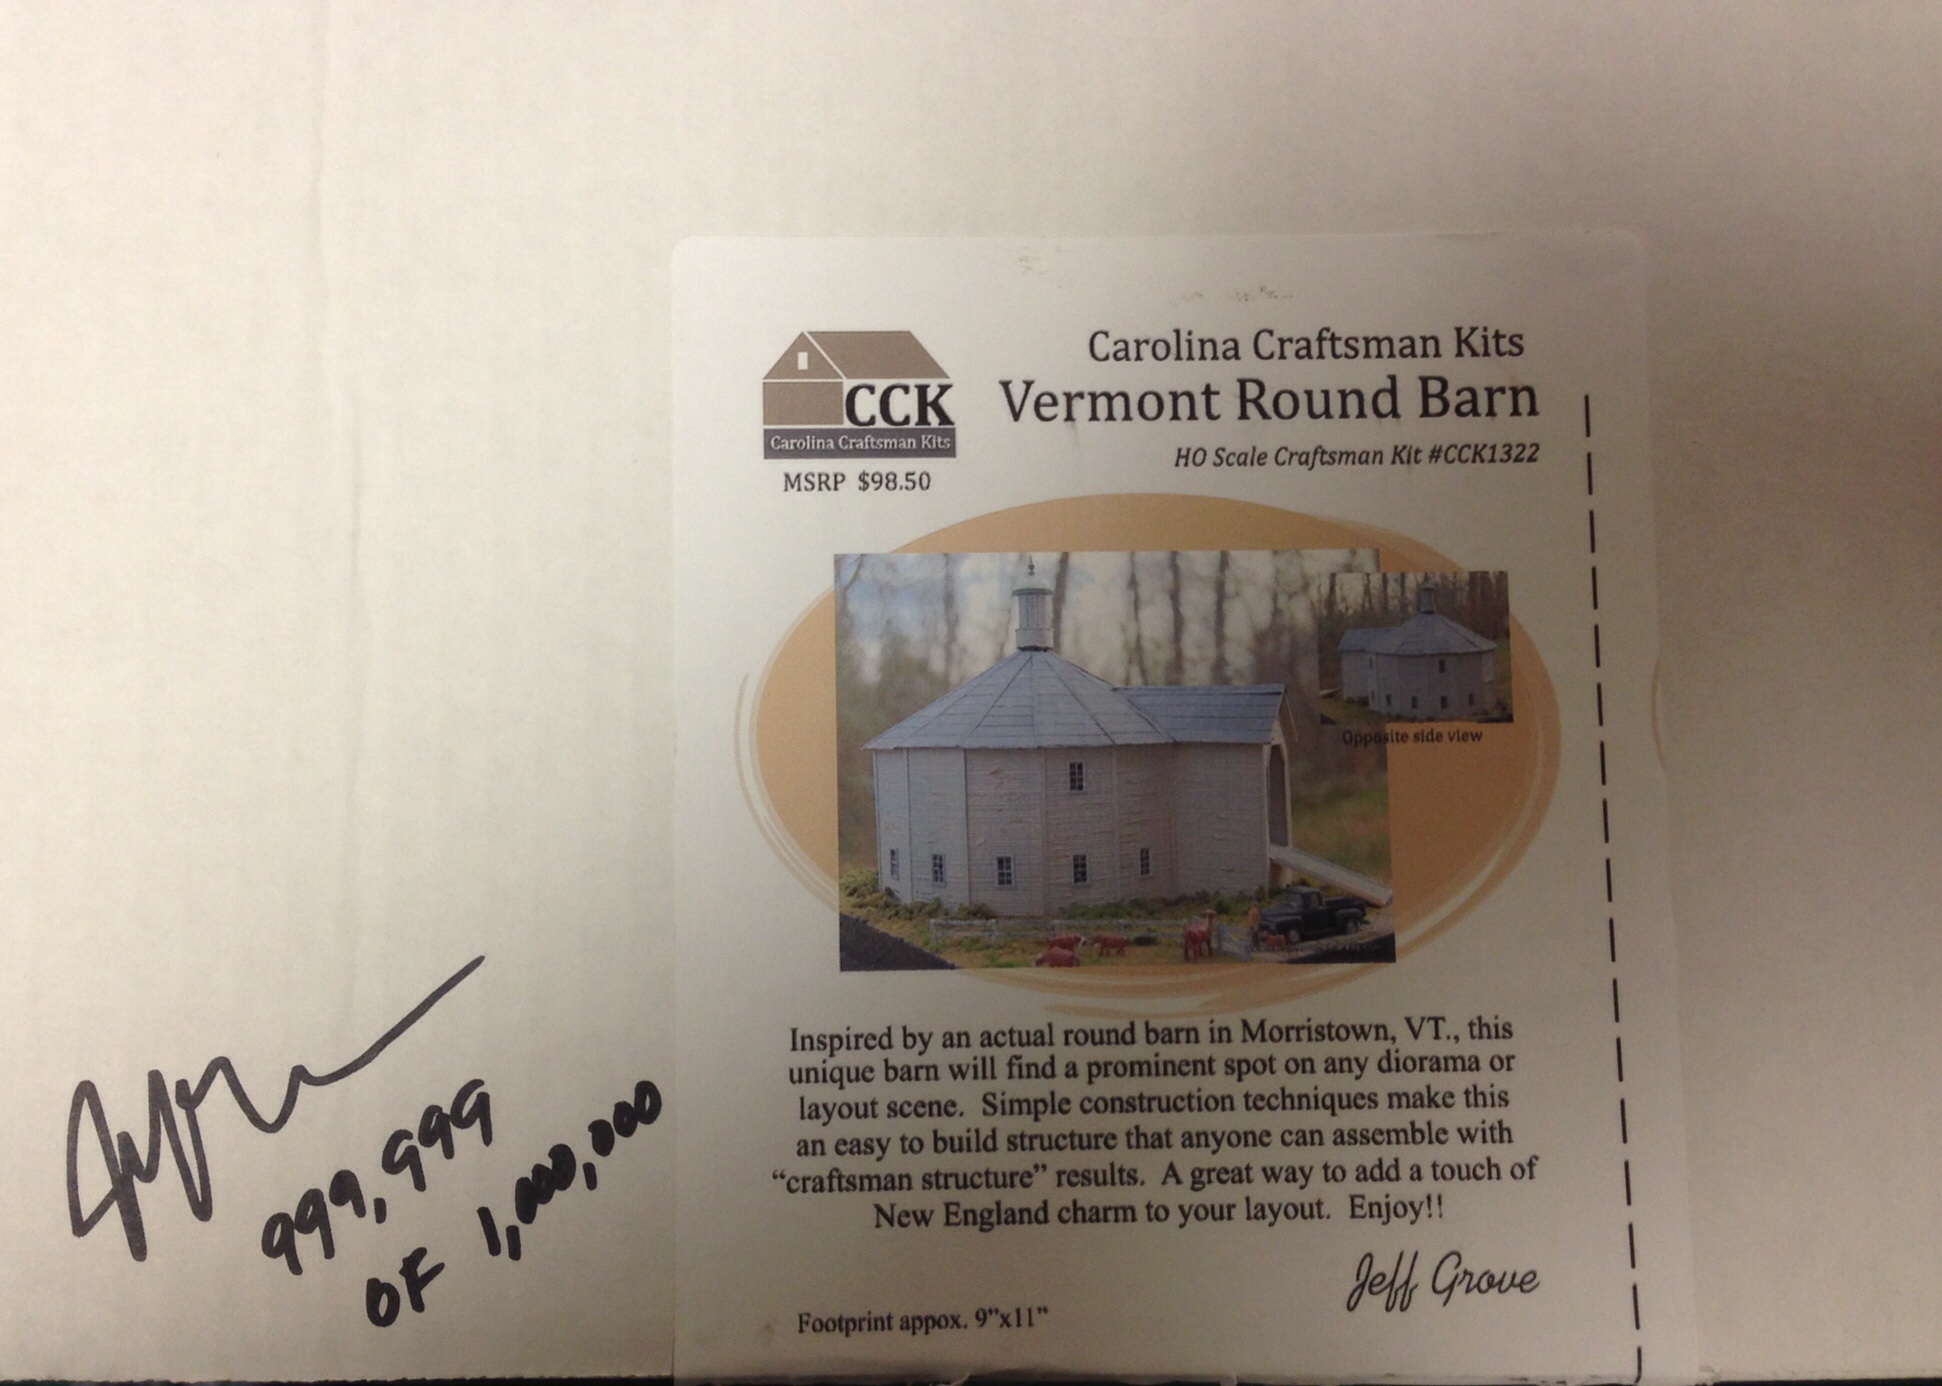 CCK
Carolina Craftsman Kits
MSRP $98.50
Carolina Craftsman Kits
Vermont Round Barn
HO Scale Craftsman Kit #CCK1322
Opposite side view
Inspired by an actual round barn in Morristown, VT., this
unique barn will find a prominent spot on any diorama or
layout scene. Simple construction techniques make this
an easy to build structure that anyone can assemble with
“craftsman structure” results. A great way to add a touch of
New England charm to your layout. Enjoy!!
Jeff Grove
Footprint appox. 9"x11"
999,999
OF 1,000,000